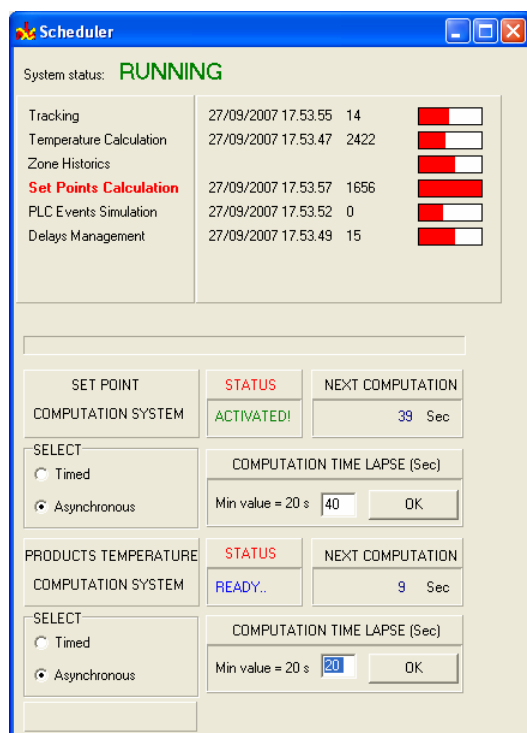 Scheduler
System status: RUNNING
Tracking 27/09/2007 17.53.55 14
Temperature Calculation 27/09/2007 17.53.47 2422
Zone Historics
Set Points Calculation 27/09/2007 17.53.57 1656
PLC Events Simulation 27/09/2007 17.53.52 0
Delays Management 27/09/2007 17.53.49 15
SET POINT STATUS NEXT COMPUTATION
COMPUTATION SYSTEM ACTIVATED! 39 Sec
SELECT
Timed
Asynchronous
COMPUTATION TIME LAPSE (Sec)
Min value = 20 s 40 OK
PRODUCTS TEMPERATURE STATUS NEXT COMPUTATION
COMPUTATION SYSTEM READY.. 9 Sec
SELECT
Timed
Asynchronous
COMPUTATION TIME LAPSE (Sec)
Min value = 20 s 20 OK